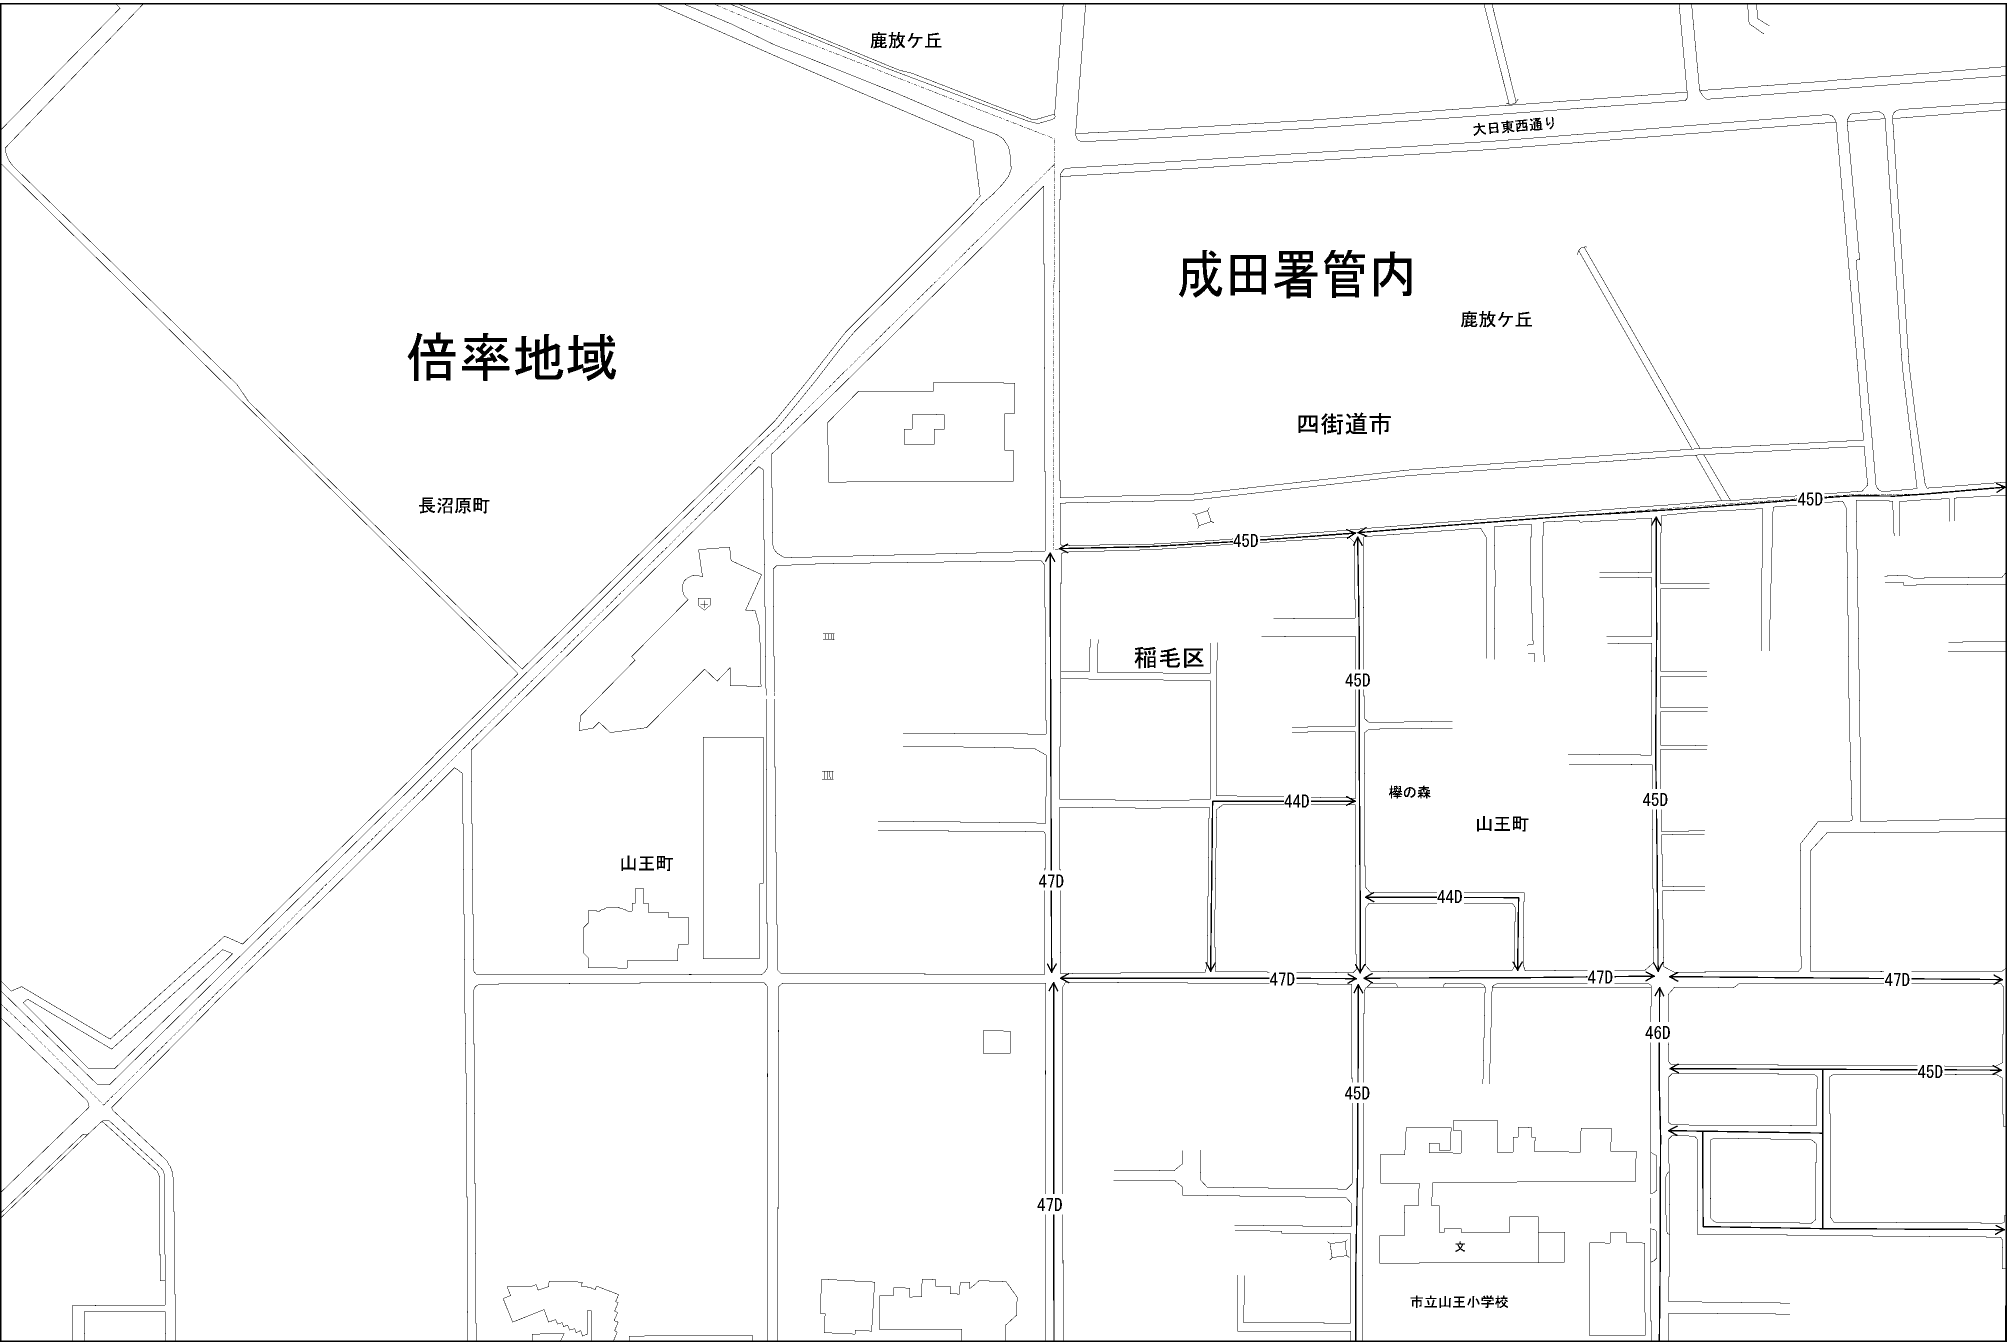 鹿放ケ丘
大日東西通り
成田署管内
鹿放ケ丘
倍率地域
四街道市
長沼原町
45D
45D
稲毛区
45D
欅の森
44D
45D
山王町
山王町
47D
44D
47D
47D
47D
46D
45D
45D
47D
文
市立山王小学校